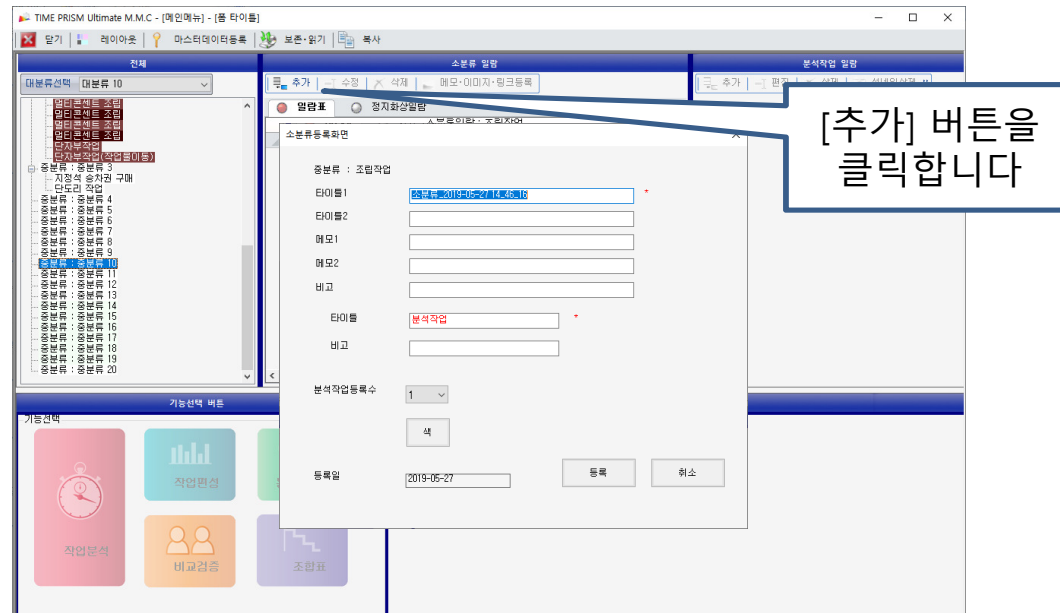 TIME PRISM Ultimate M.M.C - [메인메뉴] - [폼 타이틀]
닫기 레이아웃 마스터데이터등록 보존·읽기 복사
전체
소분류 일람
분석작업 일람
대분류선택 대분류 10
추가 수정 삭제 메모·이미지·링크등록
추가 편집
일람표 정지화상일람
멀티콘센트 조립
멀티콘센트 조립
멀티콘센트 조립
멀티콘센트 조립
단자부작업
단자부작업(작업물이동)
중분류 : 중분류 3
지정석 승차권 구매
단도리 작업
중분류 : 중분류 4
중분류 : 중분류 5
중분류 : 중분류 6
중분류 : 중분류 7
중분류 : 중분류 8
중분류 : 중분류 9
중분류 : 중분류 10
중분류 : 중분류 11
중분류 : 중분류 12
중분류 : 중분류 13
중분류 : 중분류 14
중분류 : 중분류 15
중분류 : 중분류 16
중분류 : 중분류 17
중분류 : 중분류 18
중분류 : 중분류 19
중분류 : 중분류 20
소분류등록화면
중분류 : 조립작업
타이틀1 소분류_2019-05-27 14_46_16 *
타이틀2
메모1
메모2
비고
타이틀 분석작업 *
비고
분석작업등록수 1
색
등록일 2019-05-27
등록 취소
[추가] 버튼을
클릭합니다
기능선택 버튼
기능선택
작업분석
작업편성
비교검증
조합표